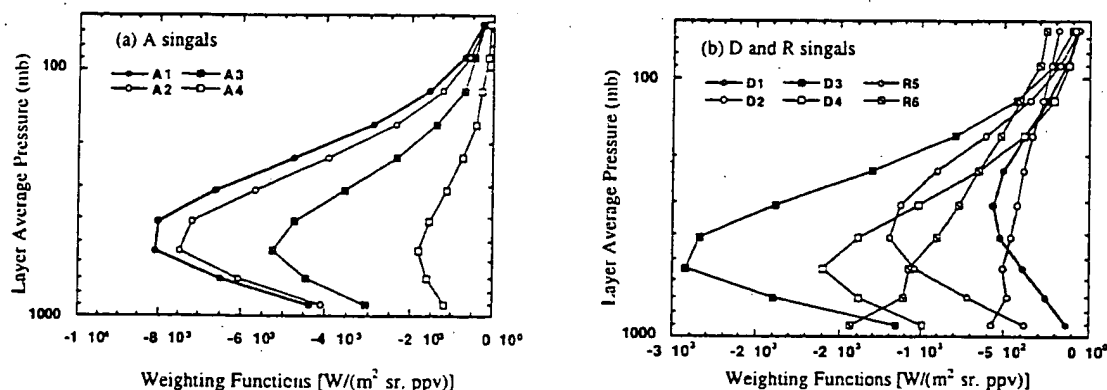 (a) A singals
A1 A3
A2 A4
Layer Average Pressure (mb)
100
1000
-1 10⁴ -8 10³ -6 10³ -4 10³ -2 10³ 0 10⁰
Weighting Functions [W/(m² sr. ppv)]
(b) D and R singals
D1 D3 R5
D2 D4 R6
Layer Average Pressure (mb)
100
1000
-3 10³ -2 10³ -1 10³ -5 10² 0 10⁰
Weighting Functions [W/(m² sr. ppv)]